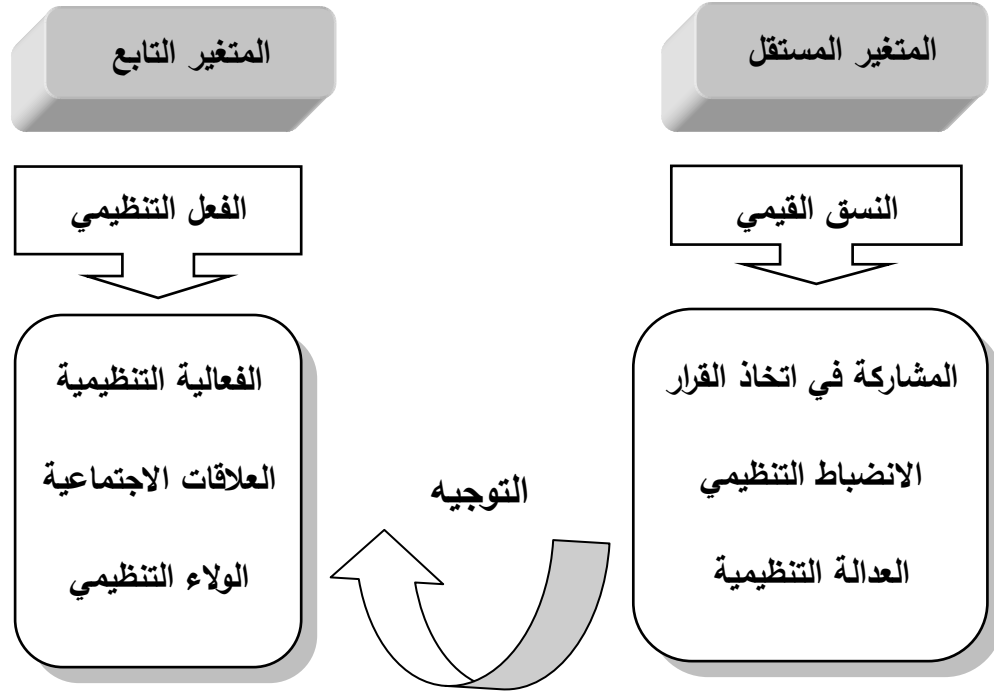 المتغير المستقل
المتغير التابع
النسق القيمي
الفعل التنظيمي
المشاركة في اتخاذ القرار
الانضباط التنظيمي
العدالة التنظيمية
التوجيه
الفعالية التنظيمية
العلاقات الاجتماعية
الولاء التنظيمي